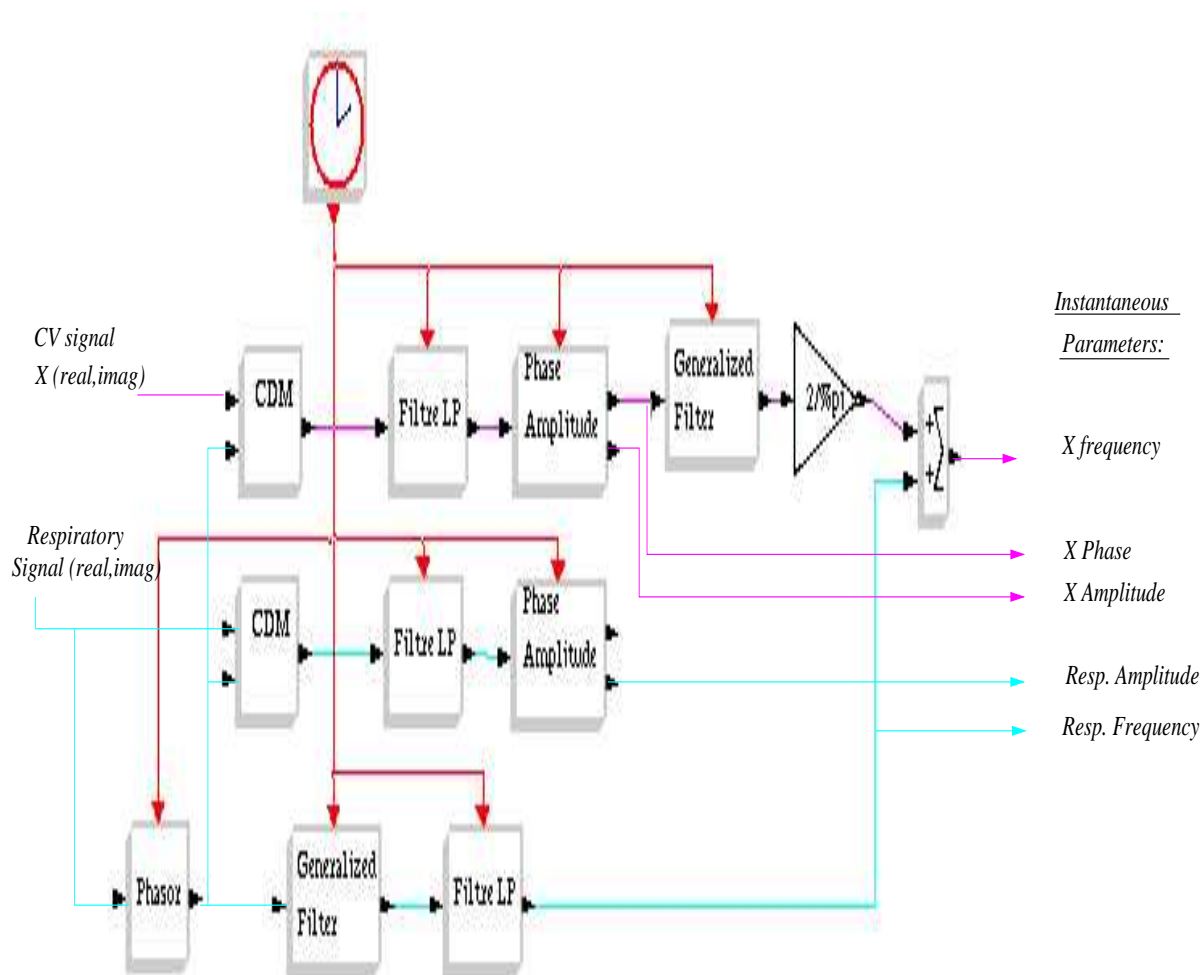 Instantaneous
Parameters:
CV signal
X (real,imag)
CDM
Filtre LP
Phase
Amplitude
Generalized
Filter
2/%pi
+
+
X frequency
Respiratory
Signal (real,imag)
CDM
Filtre LP
Phase
Amplitude
X Phase
X Amplitude
Resp. Amplitude
Resp. Frequency
Phasor
Generalized
Filter
Filtre LP